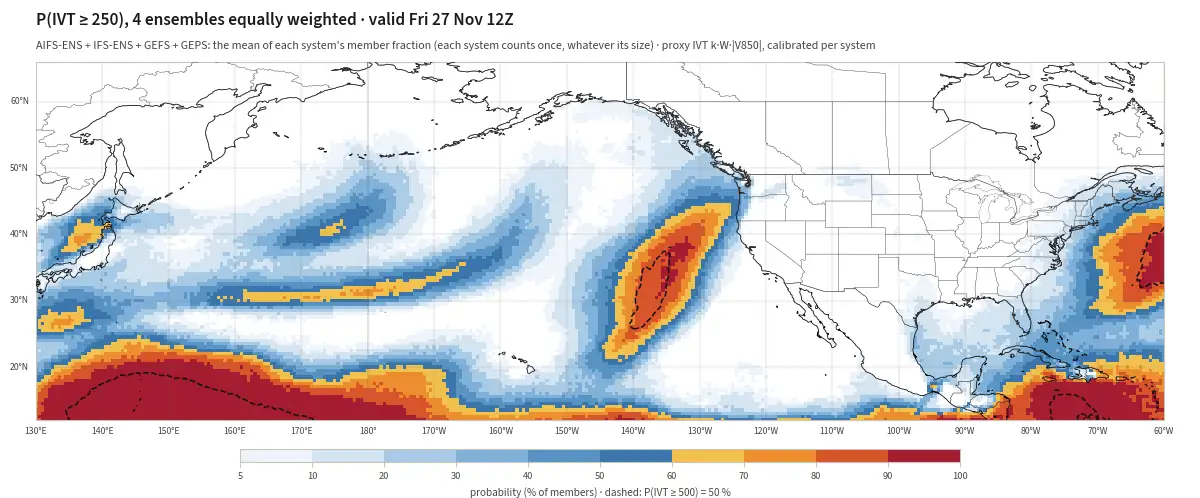 P(IVT ≥ 250), 4 ensembles equally weighted · valid Fri 27 Nov 12Z
AIFS-ENS + IFS-ENS + GEFS + GEPS: the mean of each system's member fraction (each system counts once, whatever its size) · proxy IVT k·W·|V850|, calibrated per system
60°N
50°N
40°N
30°N
20°N
130°E 140°E 150°E 160°E 170°E 180° 170°W 160°W 150°W 140°W 130°W 120°W 110°W 100°W 90°W 80°W 70°W 60°W
5 10 20 30 40 50 60 70 80 90 100
probability (% of members) · dashed: P(IVT ≥ 500) = 50 %